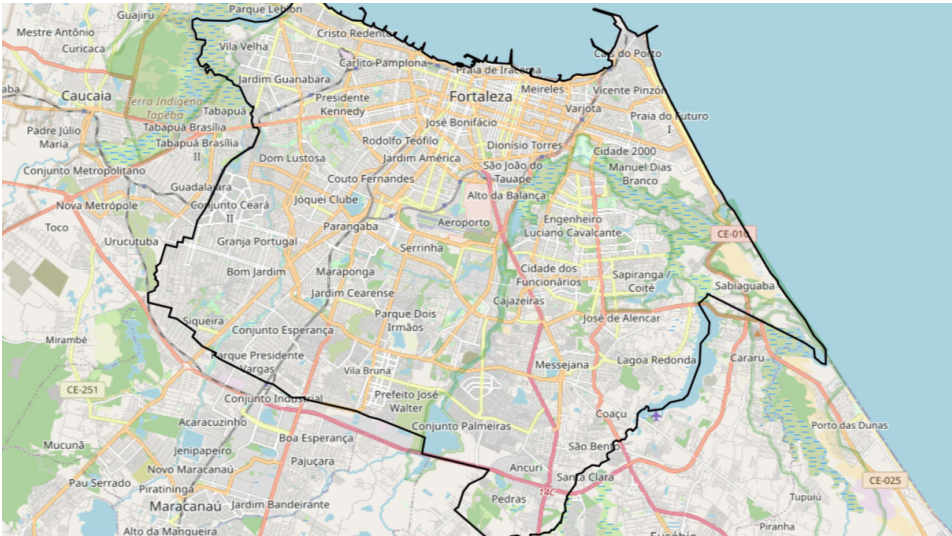 Guajiru
Parque Leblon
Mestre Antônio
Cristo Redento
Curicaca
Vila Velha
Cais do Porto
Carlito-Pamplona
Praia de Iracema
Jardim Guanabara
Meireles
Vicente Pinzón
Caucaia
Presidente
Kennedy
Fortaleza
Terra Indígena
Tapeba
Tabapuá
Varjota
Praia do Futuro
I
José Bonifácio
Padre Júlio
Maria
Tabapuá Brasília
Tabapuá Brasília
II
Rodolfo Teófilo
Dionísio Torres
Cidade 2000
Dom Lustosa
Jardim América
São João do
Tauape
Manuel Dias
Branco
Conjunto Metropolitano
Couto Fernandes
Guadalajara
Alto da Balança
Nova Metrópole
Conjunto Ceará
II
Jóquei Clube
Toco
Parangaba
Aeroporto
Engenheiro
Luciano Cavalcante
CE-010
Urucutuba
Granja Portugal
Serrinha
Bom Jardim
Maraponga
Cidade dos
Funcionários
Sapiranga /
Coité
Sabiaguaba
Jardim Cearense
Cajazeiras
Siqueira
Parque Dois
Irmãos
José de Alencar
Conjunto Esperança
Mirambé
Parque Presidente
Vargas
Messejana
Lagoa Redonda
Cararu
Vila Bruna
CE-251
Conjunto Industrial
Prefeito José
Walter
Coaçu
Acaracuzinho
Conjunto Palmeiras
Porto das Dunas
Boa Esperança
Mucunã
Jenipapeiro
São Bento
Pajuçara
Novo Maracanaú
Ancuri
Santa Clara
Pau Serrado
CE-025
Piratininga
14C
Maracanaú
Jardim Bandeirante
Pedras
Tupuiú
Alto da Mangueira
Piranha